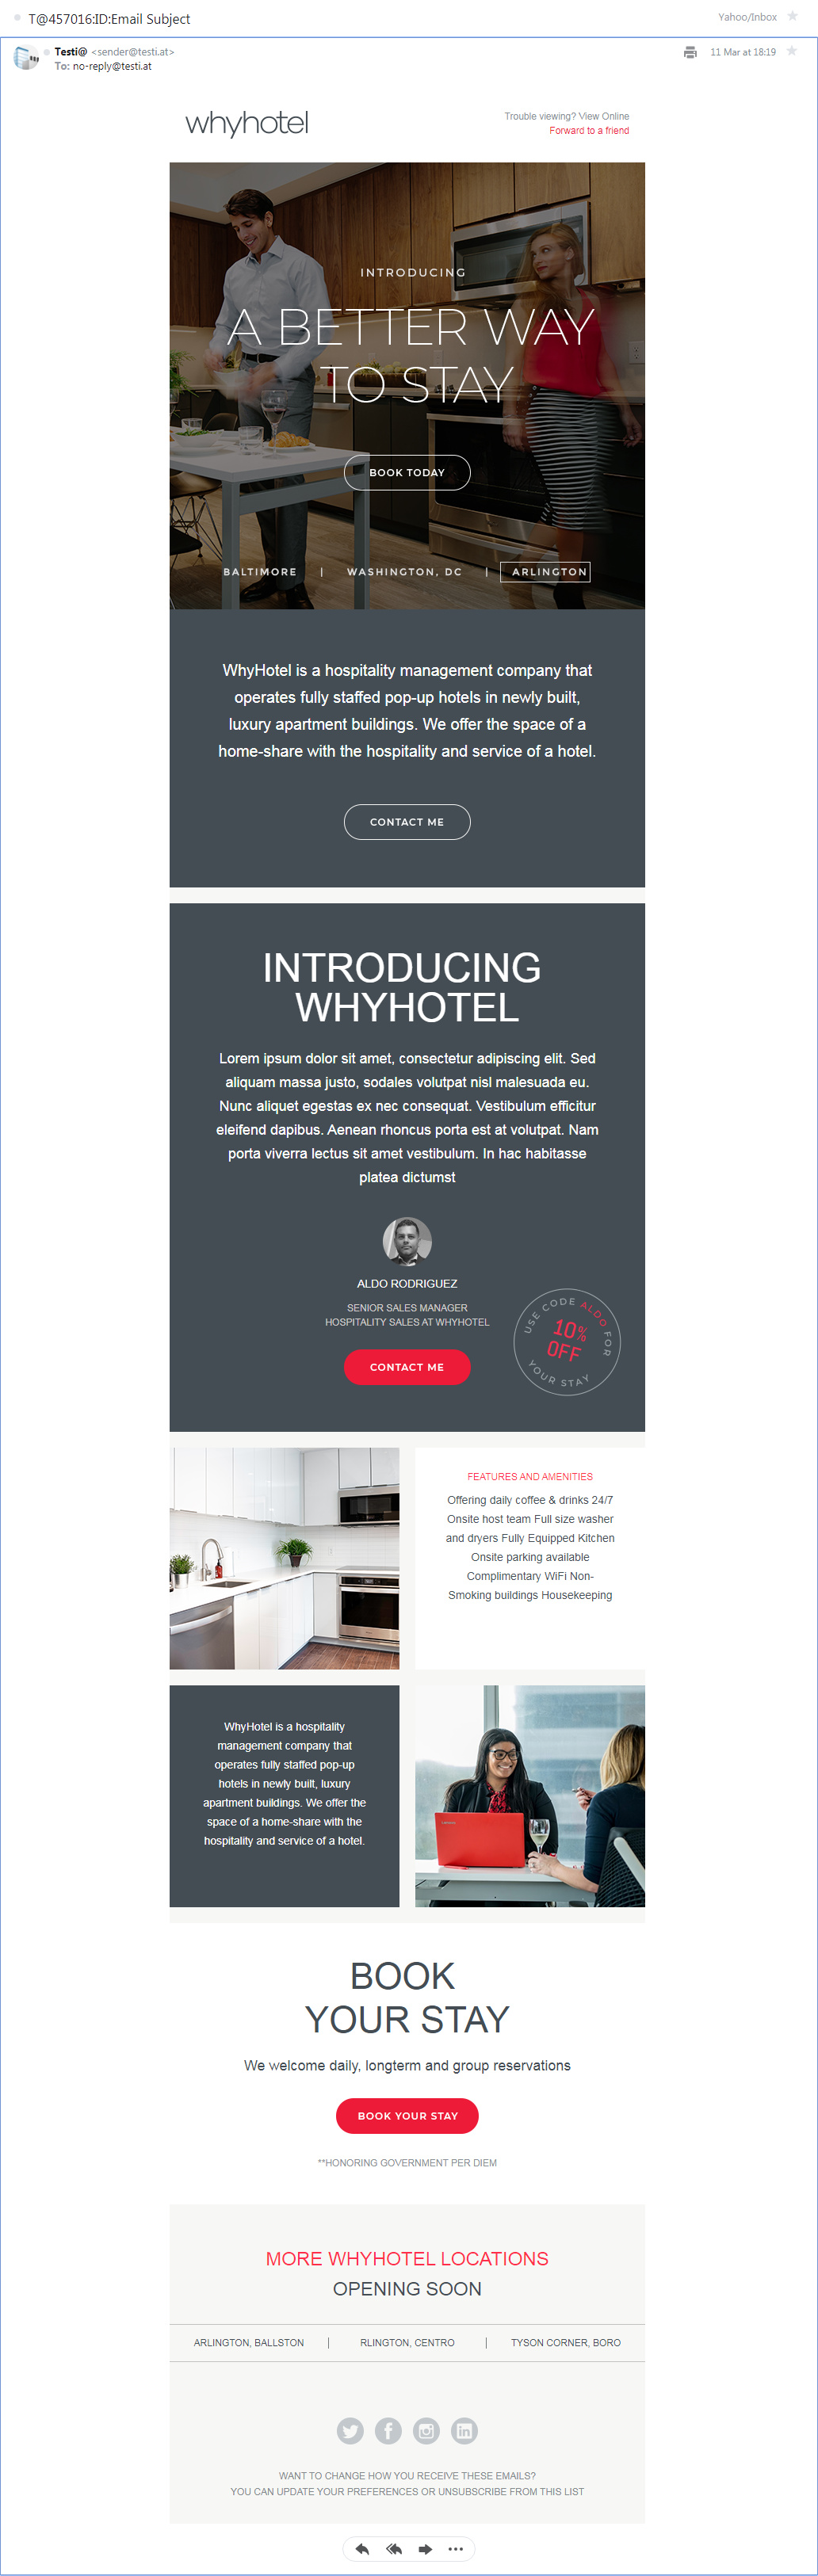 T@457016:ID:Email Subject
Yahoo/Inbox
Testi@ <sender@testi.at>
11 Mar at 18:19
To: no-reply@testi.at
whyhotel
Trouble viewing? View Online
Forward to a friend
INTRODUCING
A BETTER WAY
TO STAY
BOOK TODAY
BALTIMORE | WASHINGTON, DC | ARLINGTON
WhyHotel is a hospitality management company that
operates fully staffed pop-up hotels in newly built,
luxury apartment buildings. We offer the space of a
home-share with the hospitality and service of a hotel.
CONTACT ME
INTRODUCING
WHYHOTEL
Lorem ipsum dolor sit amet, consectetur adipiscing elit. Sed
aliquam massa justo, sodales volutpat nisl malesuada eu.
Nunc aliquet egestas ex nec consequat. Vestibulum efficitur
eleifend dapibus. Aenean rhoncus porta est at volutpat. Nam
porta viverra lectus sit amet vestibulum. In hac habitasse
platea dictumst
ALDO RODRIGUEZ
SENIOR SALES MANAGER
HOSPITALITY SALES AT WHYHOTEL
CONTACT ME
USE CODE ALDO FOR
YOUR STAY
10%
OFF
FEATURES AND AMENITIES
Offering daily coffee & drinks 24/7
Onsite host team Full size washer
and dryers Fully Equipped Kitchen
Onsite parking available
Complimentary WiFi Non-
Smoking buildings Housekeeping
WhyHotel is a hospitality
management company that
operates fully staffed pop-up
hotels in newly built, luxury
apartment buildings. We offer the
space of a home-share with the
hospitality and service of a hotel.
BOOK
YOUR STAY
We welcome daily, longterm and group reservations
BOOK YOUR STAY
**HONORING GOVERNMENT PER DIEM
MORE WHYHOTEL LOCATIONS
OPENING SOON
ARLINGTON, BALLSTON | RLINGTON, CENTRO | TYSON CORNER, BORO
WANT TO CHANGE HOW YOU RECEIVE THESE EMAILS?
YOU CAN UPDATE YOUR PREFERENCES OR UNSUBSCRIBE FROM THIS LIST